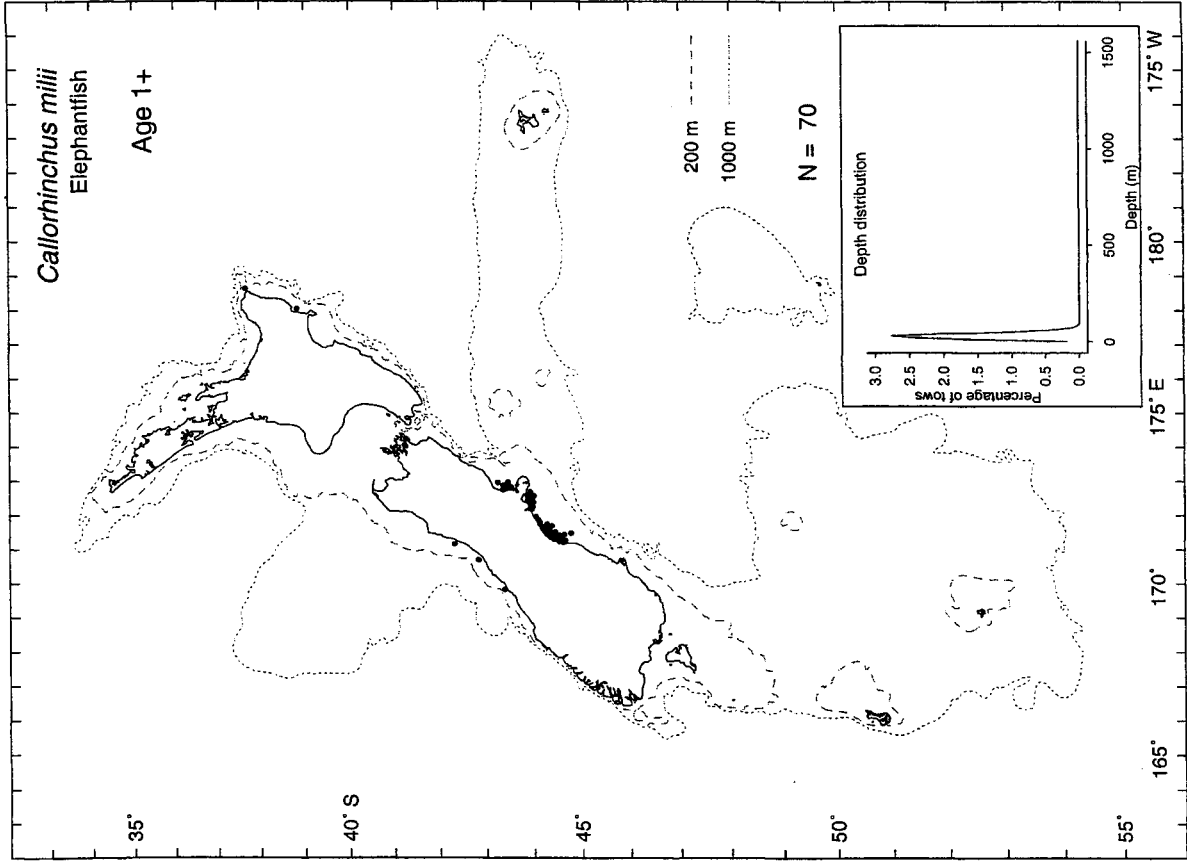 Callorhinchus milii
Elephantfish
Age 1+
200 m
1000 m
N = 70
Depth distribution
Percentage of tows
3.0
2.5
2.0
1.5
1.0
0.5
0.0
0
500
1000
1500
Depth (m)
35°
40° S
45°
50°
55°
165°
170°
175° E
180°
175° W